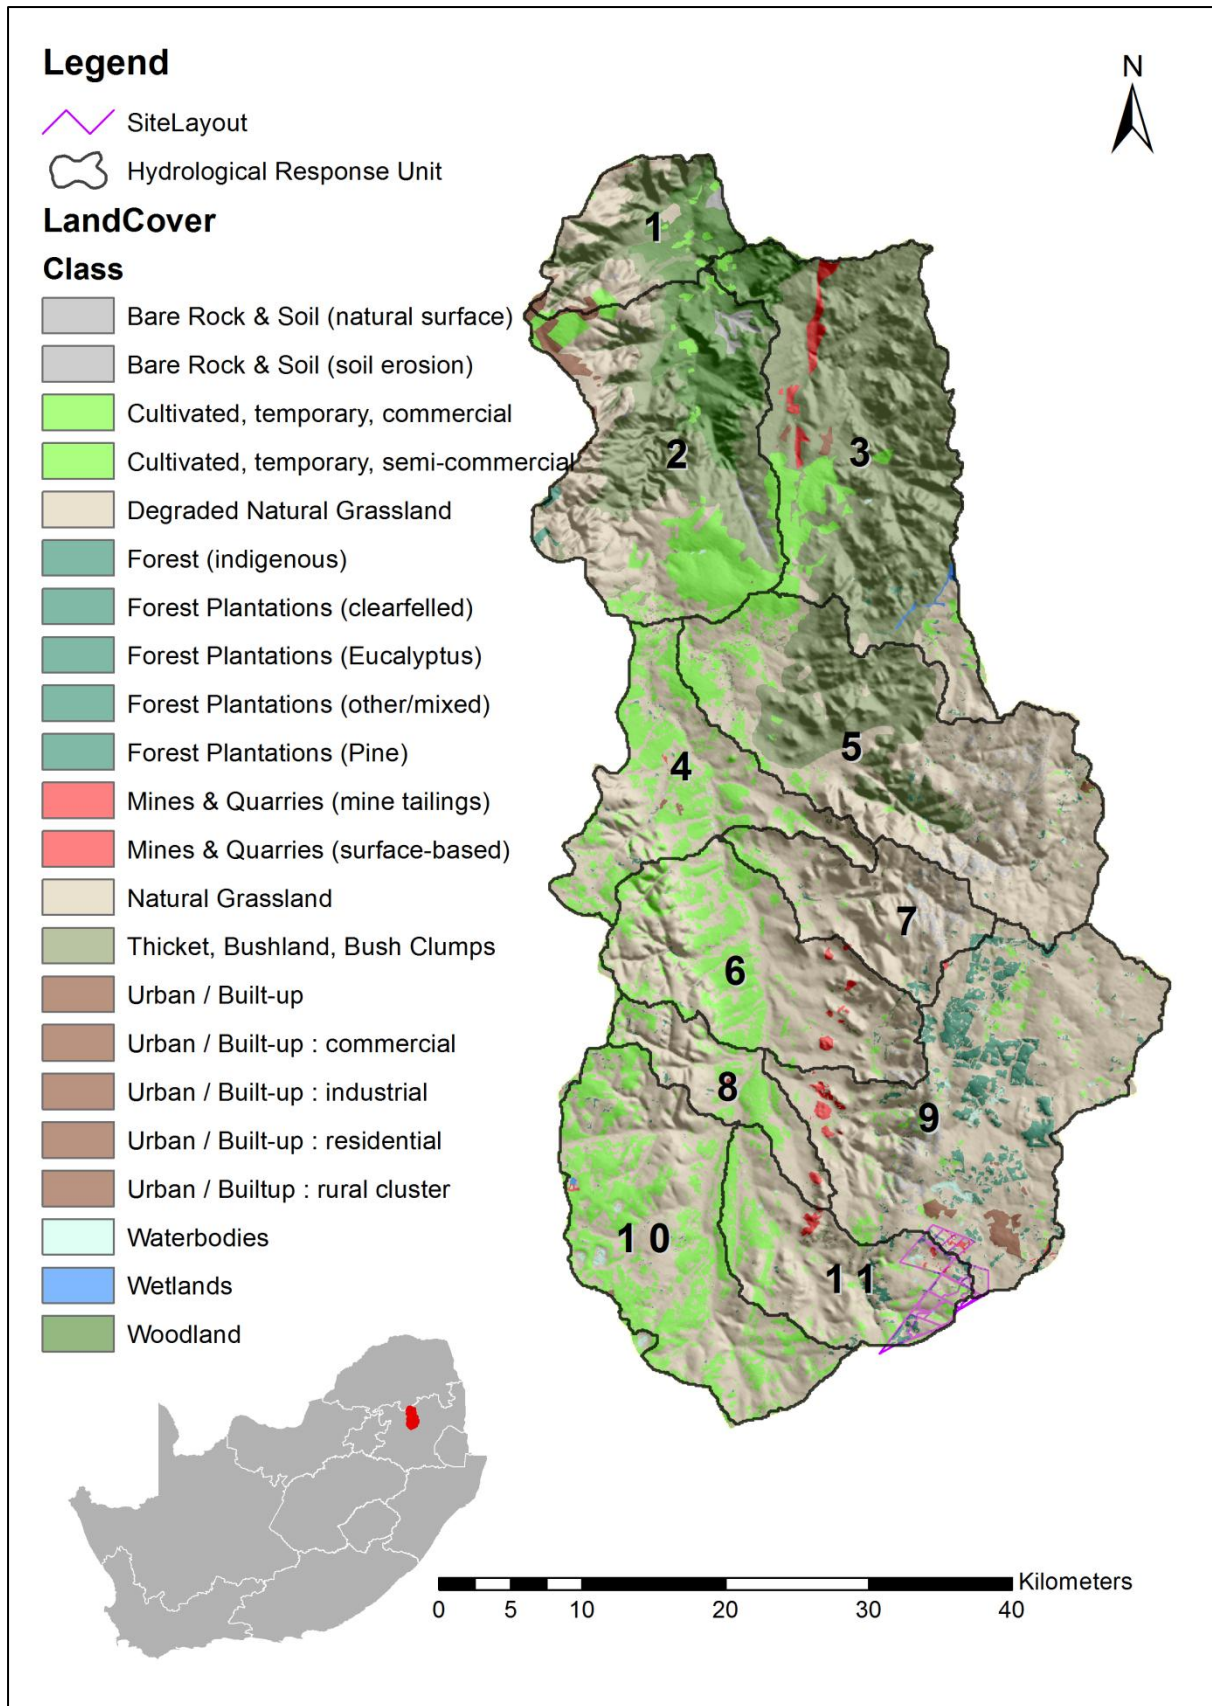 Legend
SiteLayout
Hydrological Response Unit
LandCover
Class
Bare Rock & Soil (natural surface)
Bare Rock & Soil (soil erosion)
Cultivated, temporary, commercial
Cultivated, temporary, semi-commercial
Degraded Natural Grassland
Forest (indigenous)
Forest Plantations (clearfelled)
Forest Plantations (Eucalyptus)
Forest Plantations (other/mixed)
Forest Plantations (Pine)
Mines & Quarries (mine tailings)
Mines & Quarries (surface-based)
Natural Grassland
Thicket, Bushland, Bush Clumps
Urban / Built-up
Urban / Built-up : commercial
Urban / Built-up : industrial
Urban / Built-up : residential
Urban / Builtup : rural cluster
Waterbodies
Wetlands
Woodland
N
1
2
3
4
5
6
7
8
9
1 0
1 1
Kilometers
0 5 10 20 30 40